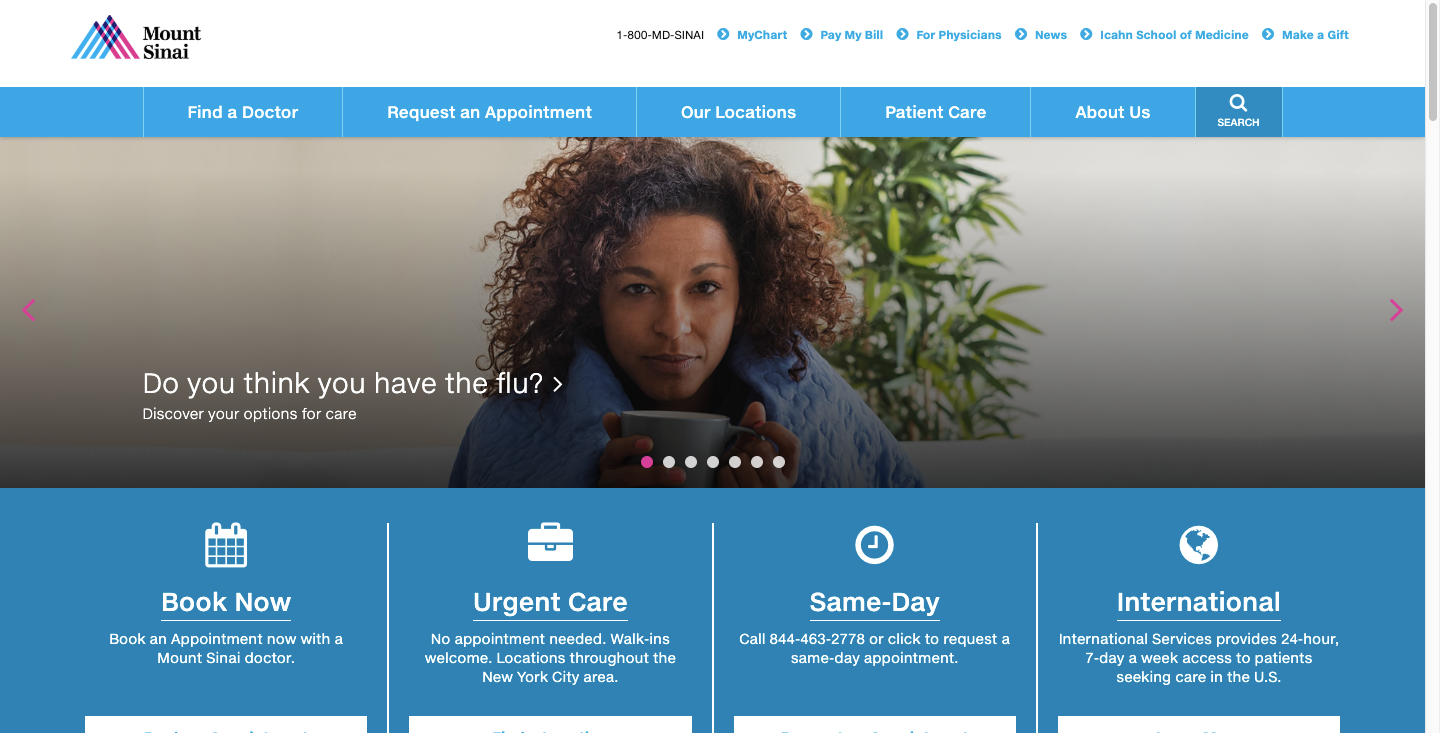 Mount
Sinai
1-800-MD-SINAI MyChart Pay My Bill For Physicians News Icahn School of Medicine Make a Gift
Find a Doctor Request an Appointment Our Locations Patient Care About Us SEARCH
Do you think you have the flu?
Discover your options for care
Book Now
Book an Appointment now with a
Mount Sinai doctor.
Urgent Care
No appointment needed. Walk-ins
welcome. Locations throughout the
New York City area.
Same-Day
Call 844-463-2778 or click to request a
same-day appointment.
International
International Services provides 24-hour,
7-day a week access to patients
seeking care in the U.S.